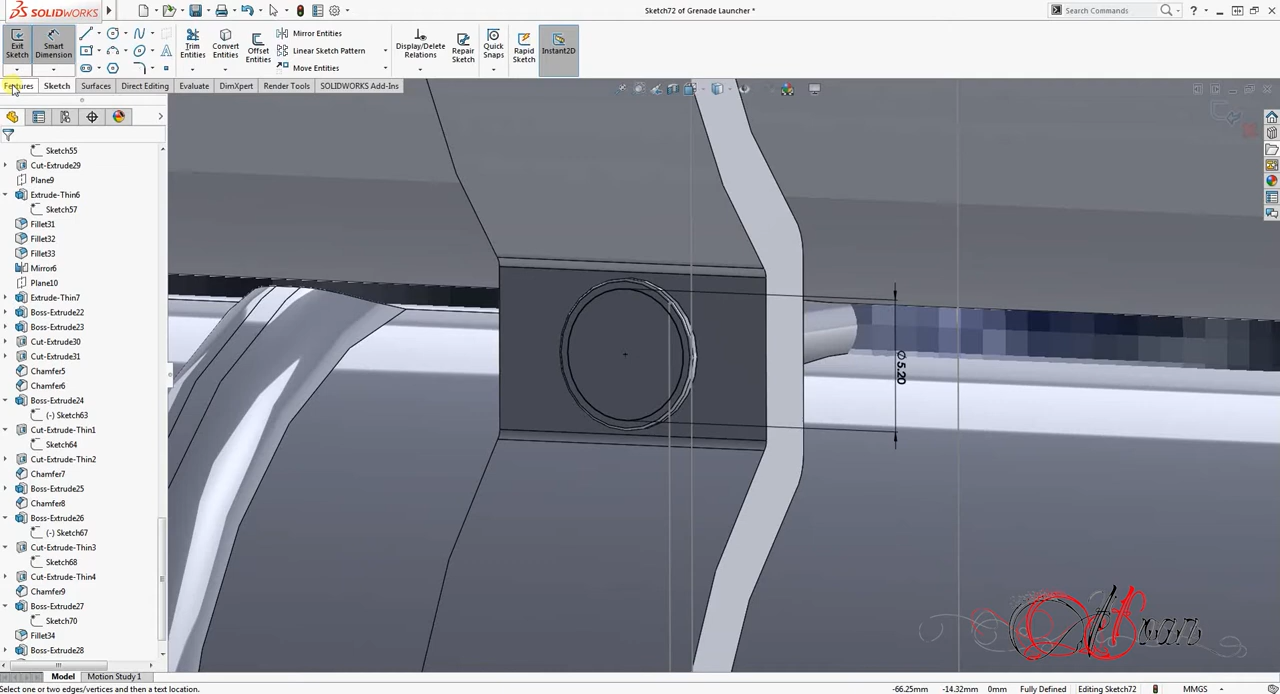 SOLIDWORKS
Sketch72 of Grenade Launcher *
Search Commands
Exit Sketch
Smart Dimension
Trim Entities
Convert Entities
Offset Entities
Mirror Entities
Linear Sketch Pattern
Move Entities
Display/Delete Relations
Repair Sketch
Quick Snaps
Rapid Sketch
Instant2D
Features
Sketch
Surfaces
Direct Editing
Evaluate
DimXpert
Render Tools
SOLIDWORKS Add-Ins
Sketch55
Cut-Extrude29
Plane9
Extrude-Thin6
Sketch57
Fillet31
Fillet32
Fillet33
Mirror6
Plane10
Extrude-Thin7
Boss-Extrude22
Boss-Extrude23
Cut-Extrude30
Cut-Extrude31
Chamfer5
Chamfer6
Boss-Extrude24
(-) Sketch63
Cut-Extrude-Thin1
Sketch64
Cut-Extrude-Thin2
Chamfer7
Boss-Extrude25
Chamfer8
Boss-Extrude26
(-) Sketch67
Cut-Extrude-Thin3
Sketch68
Cut-Extrude-Thin4
Chamfer9
Boss-Extrude27
Sketch70
Fillet34
Boss-Extrude28
Ø5.20
Model
Motion Study 1
Select one or two edges/vertices and then a text location.
-66.25mm
-14.32mm
0mm
Fully Defined
Editing Sketch72
MMGS